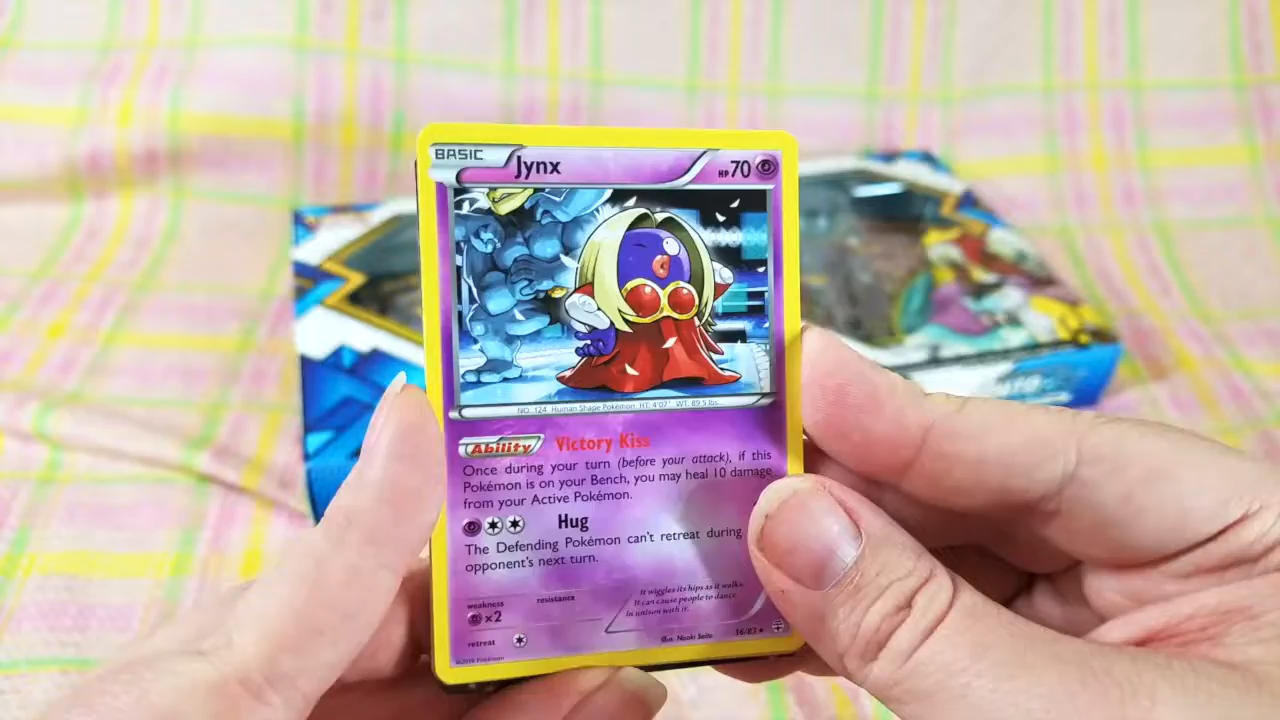 BASIC Jynx HP 70
NO. 124 Human Shape Pokémon HT: 4'07" WT: 89.5 lbs.
Ability Victory Kiss
Once during your turn (before your attack), if this
Pokémon is on your Bench, you may heal 10 damage
from your Active Pokémon.
Hug
The Defending Pokémon can't retreat during
opponent's next turn.
weakness resistance
×2
retreat
It wiggles its hips as it walks.
It can cause people to dance
in unison with it.
Illus. Naoki Saito
16/83 ★